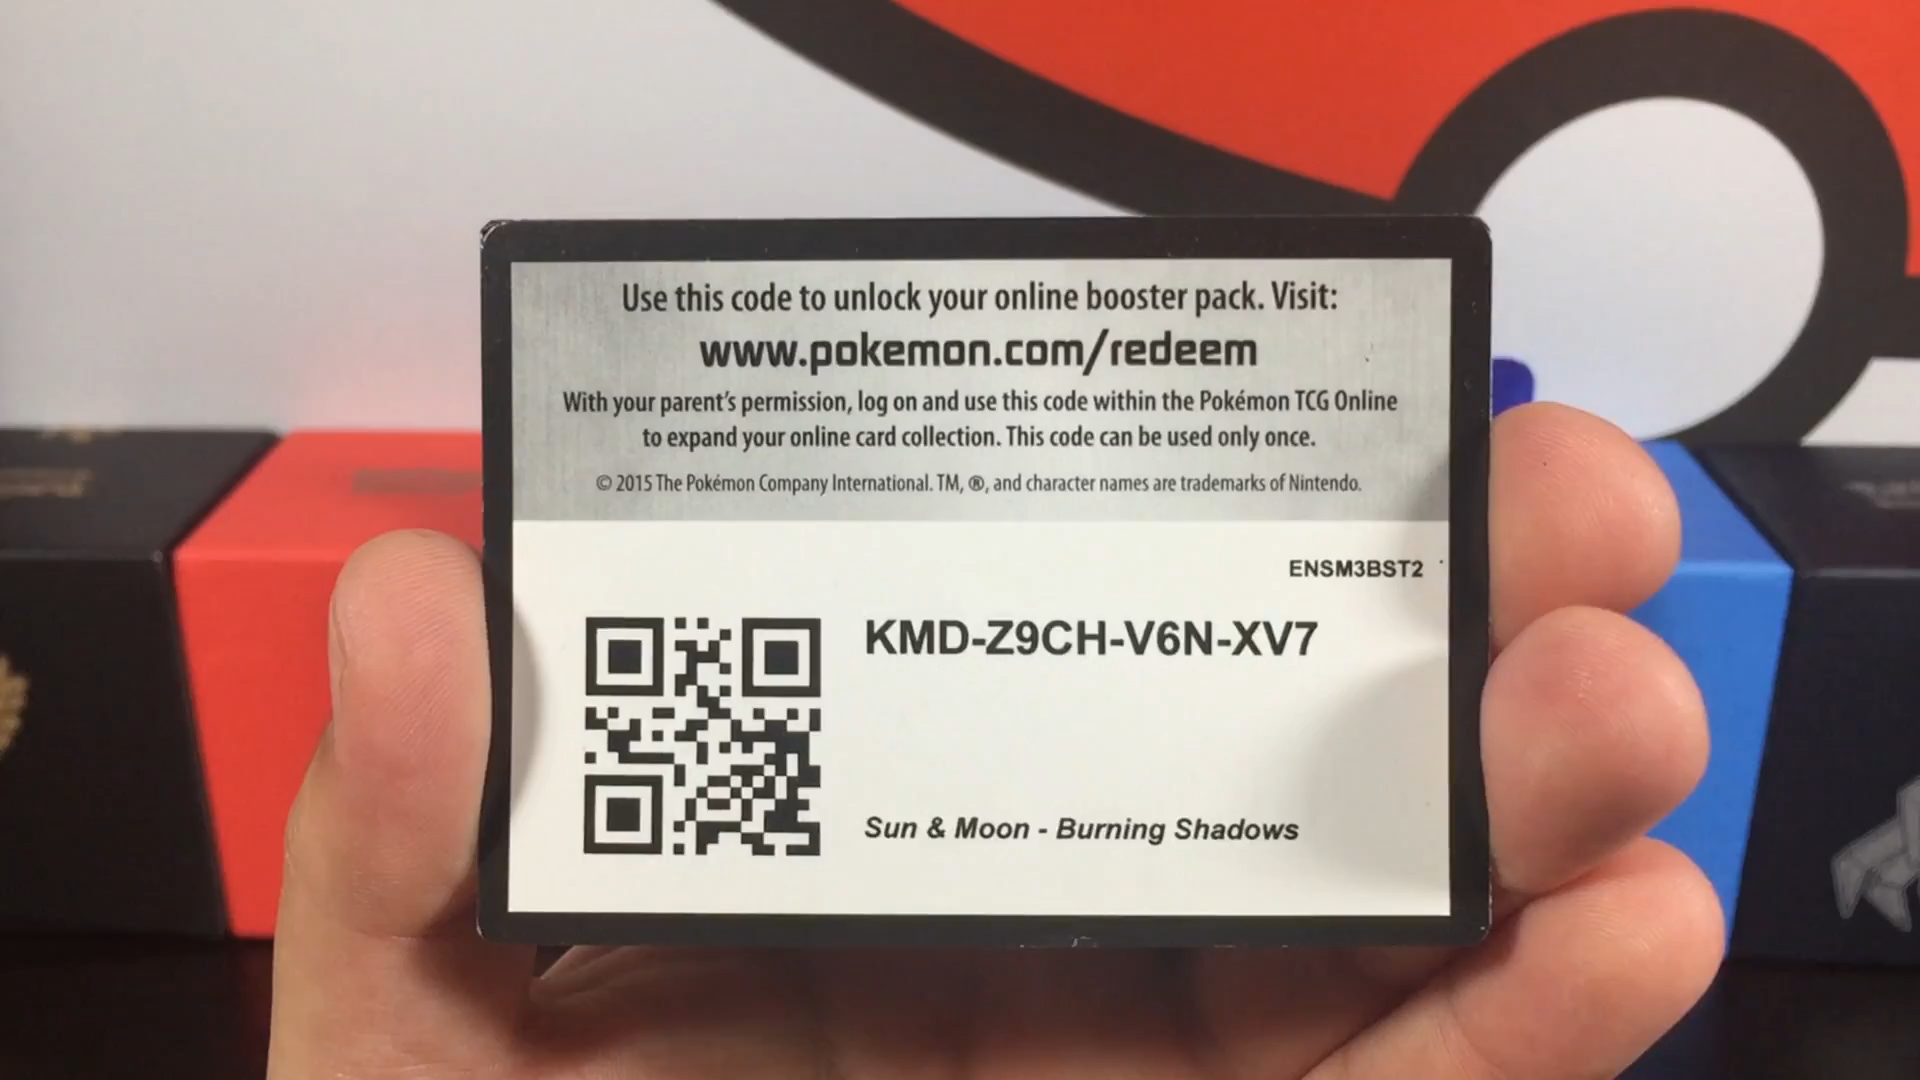 Use this code to unlock your online booster pack. Visit:
www.pokemon.com/redeem
With your parent's permission, log on and use this code within the Pokémon TCG Online
to expand your online card collection. This code can be used only once.
© 2015 The Pokémon Company International. TM, ®, and character names are trademarks of Nintendo.
ENSM3BST2
KMD-Z9CH-V6N-XV7
Sun & Moon - Burning Shadows